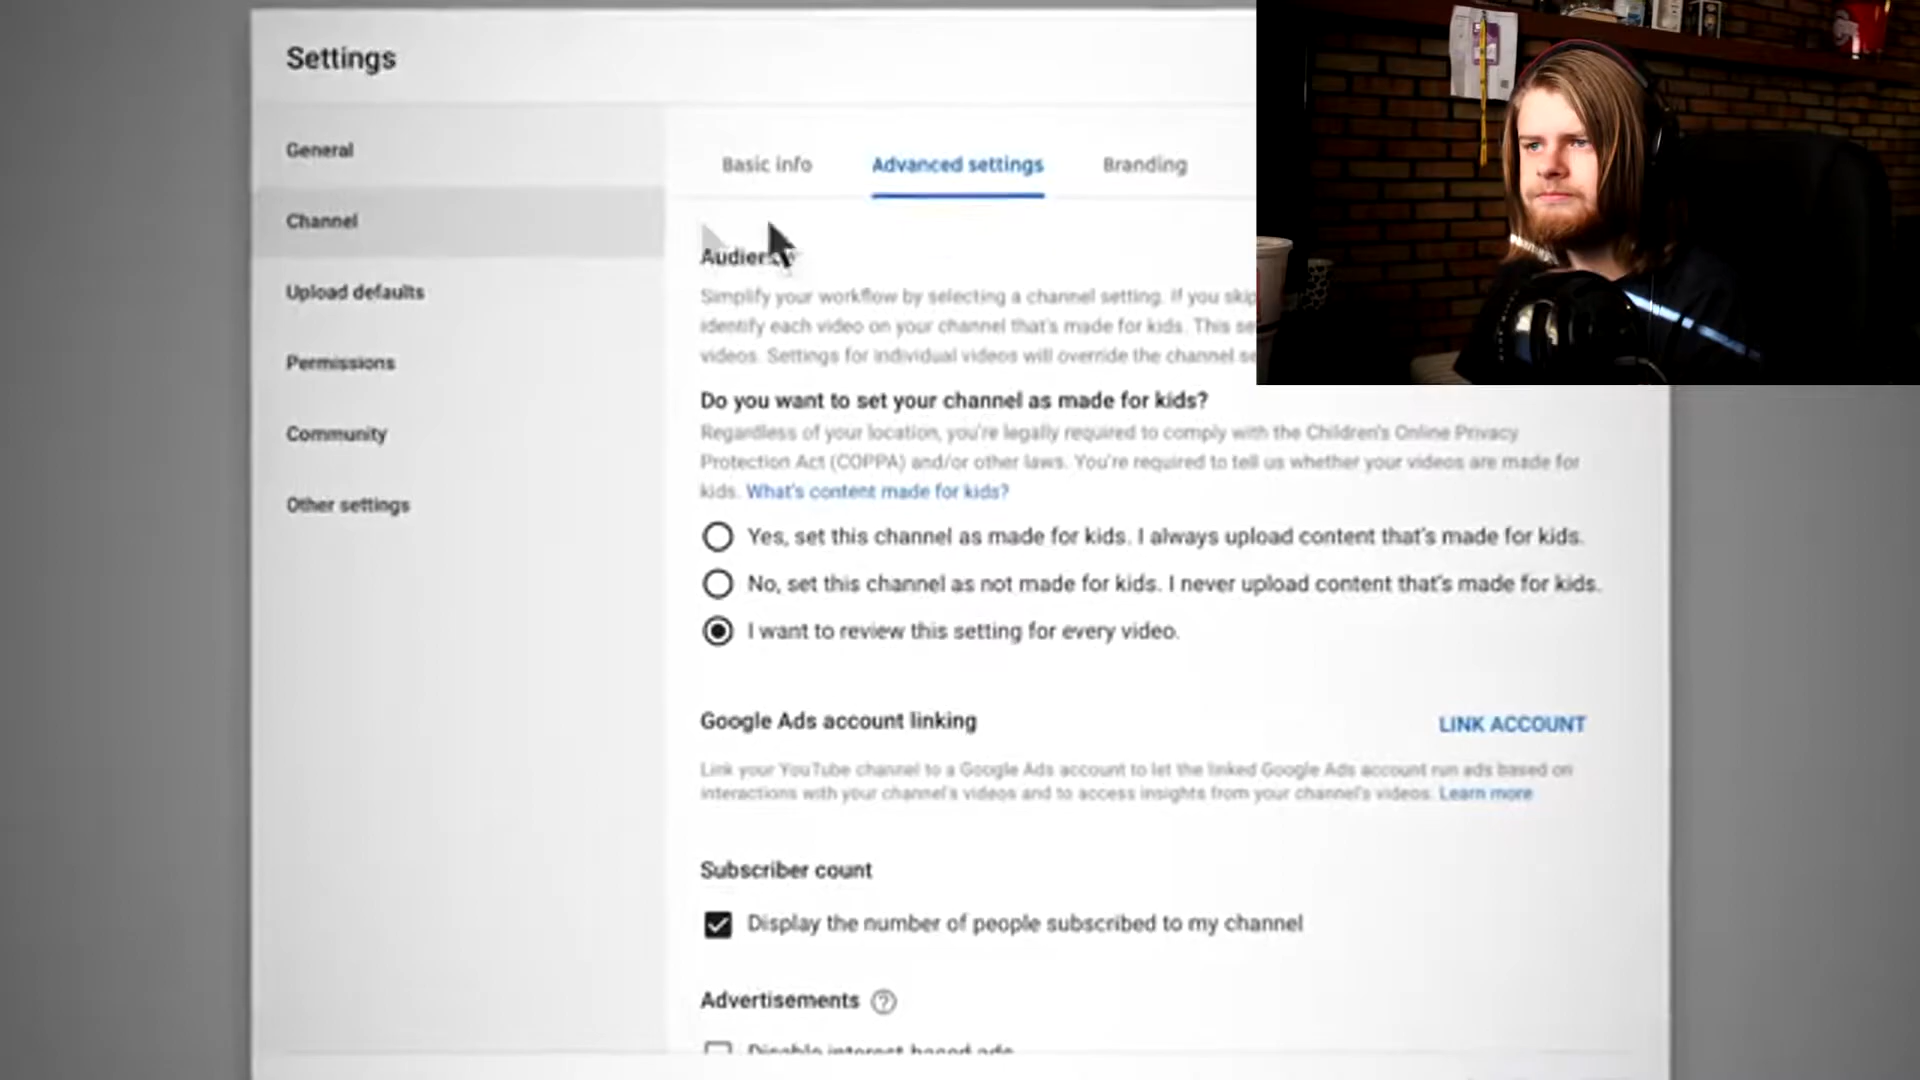 Settings
General
Channel
Upload defaults
Permissions
Community
Other settings
Basic info
Advanced settings
Branding
Simplify your workflow by selecting a channel setting. If you skip
identify each video on your channel that's made for kids. This
videos. Settings for individual videos will override the channel
Do you want to set your channel as made for kids?
Regardless of your location, you're legally required to comply with the Children's Online Privacy
Protection Act (COPPA) and/or other laws. You're required to tell us whether your videos are made for
kids. What's content made for kids?
Yes, set this channel as made for kids. I always upload content that's made for kids.
No, set this channel as not made for kids. I never upload content that's made for kids.
I want to review this setting for every video.
Google Ads account linking
LINK ACCOUNT
Link your YouTube channel to a Google Ads account to let the linked Google Ads account run ads based on
interactions with your channel's videos and to access insights from your channel's videos. Learn more
Subscriber count
Display the number of people subscribed to my channel
Advertisements ?